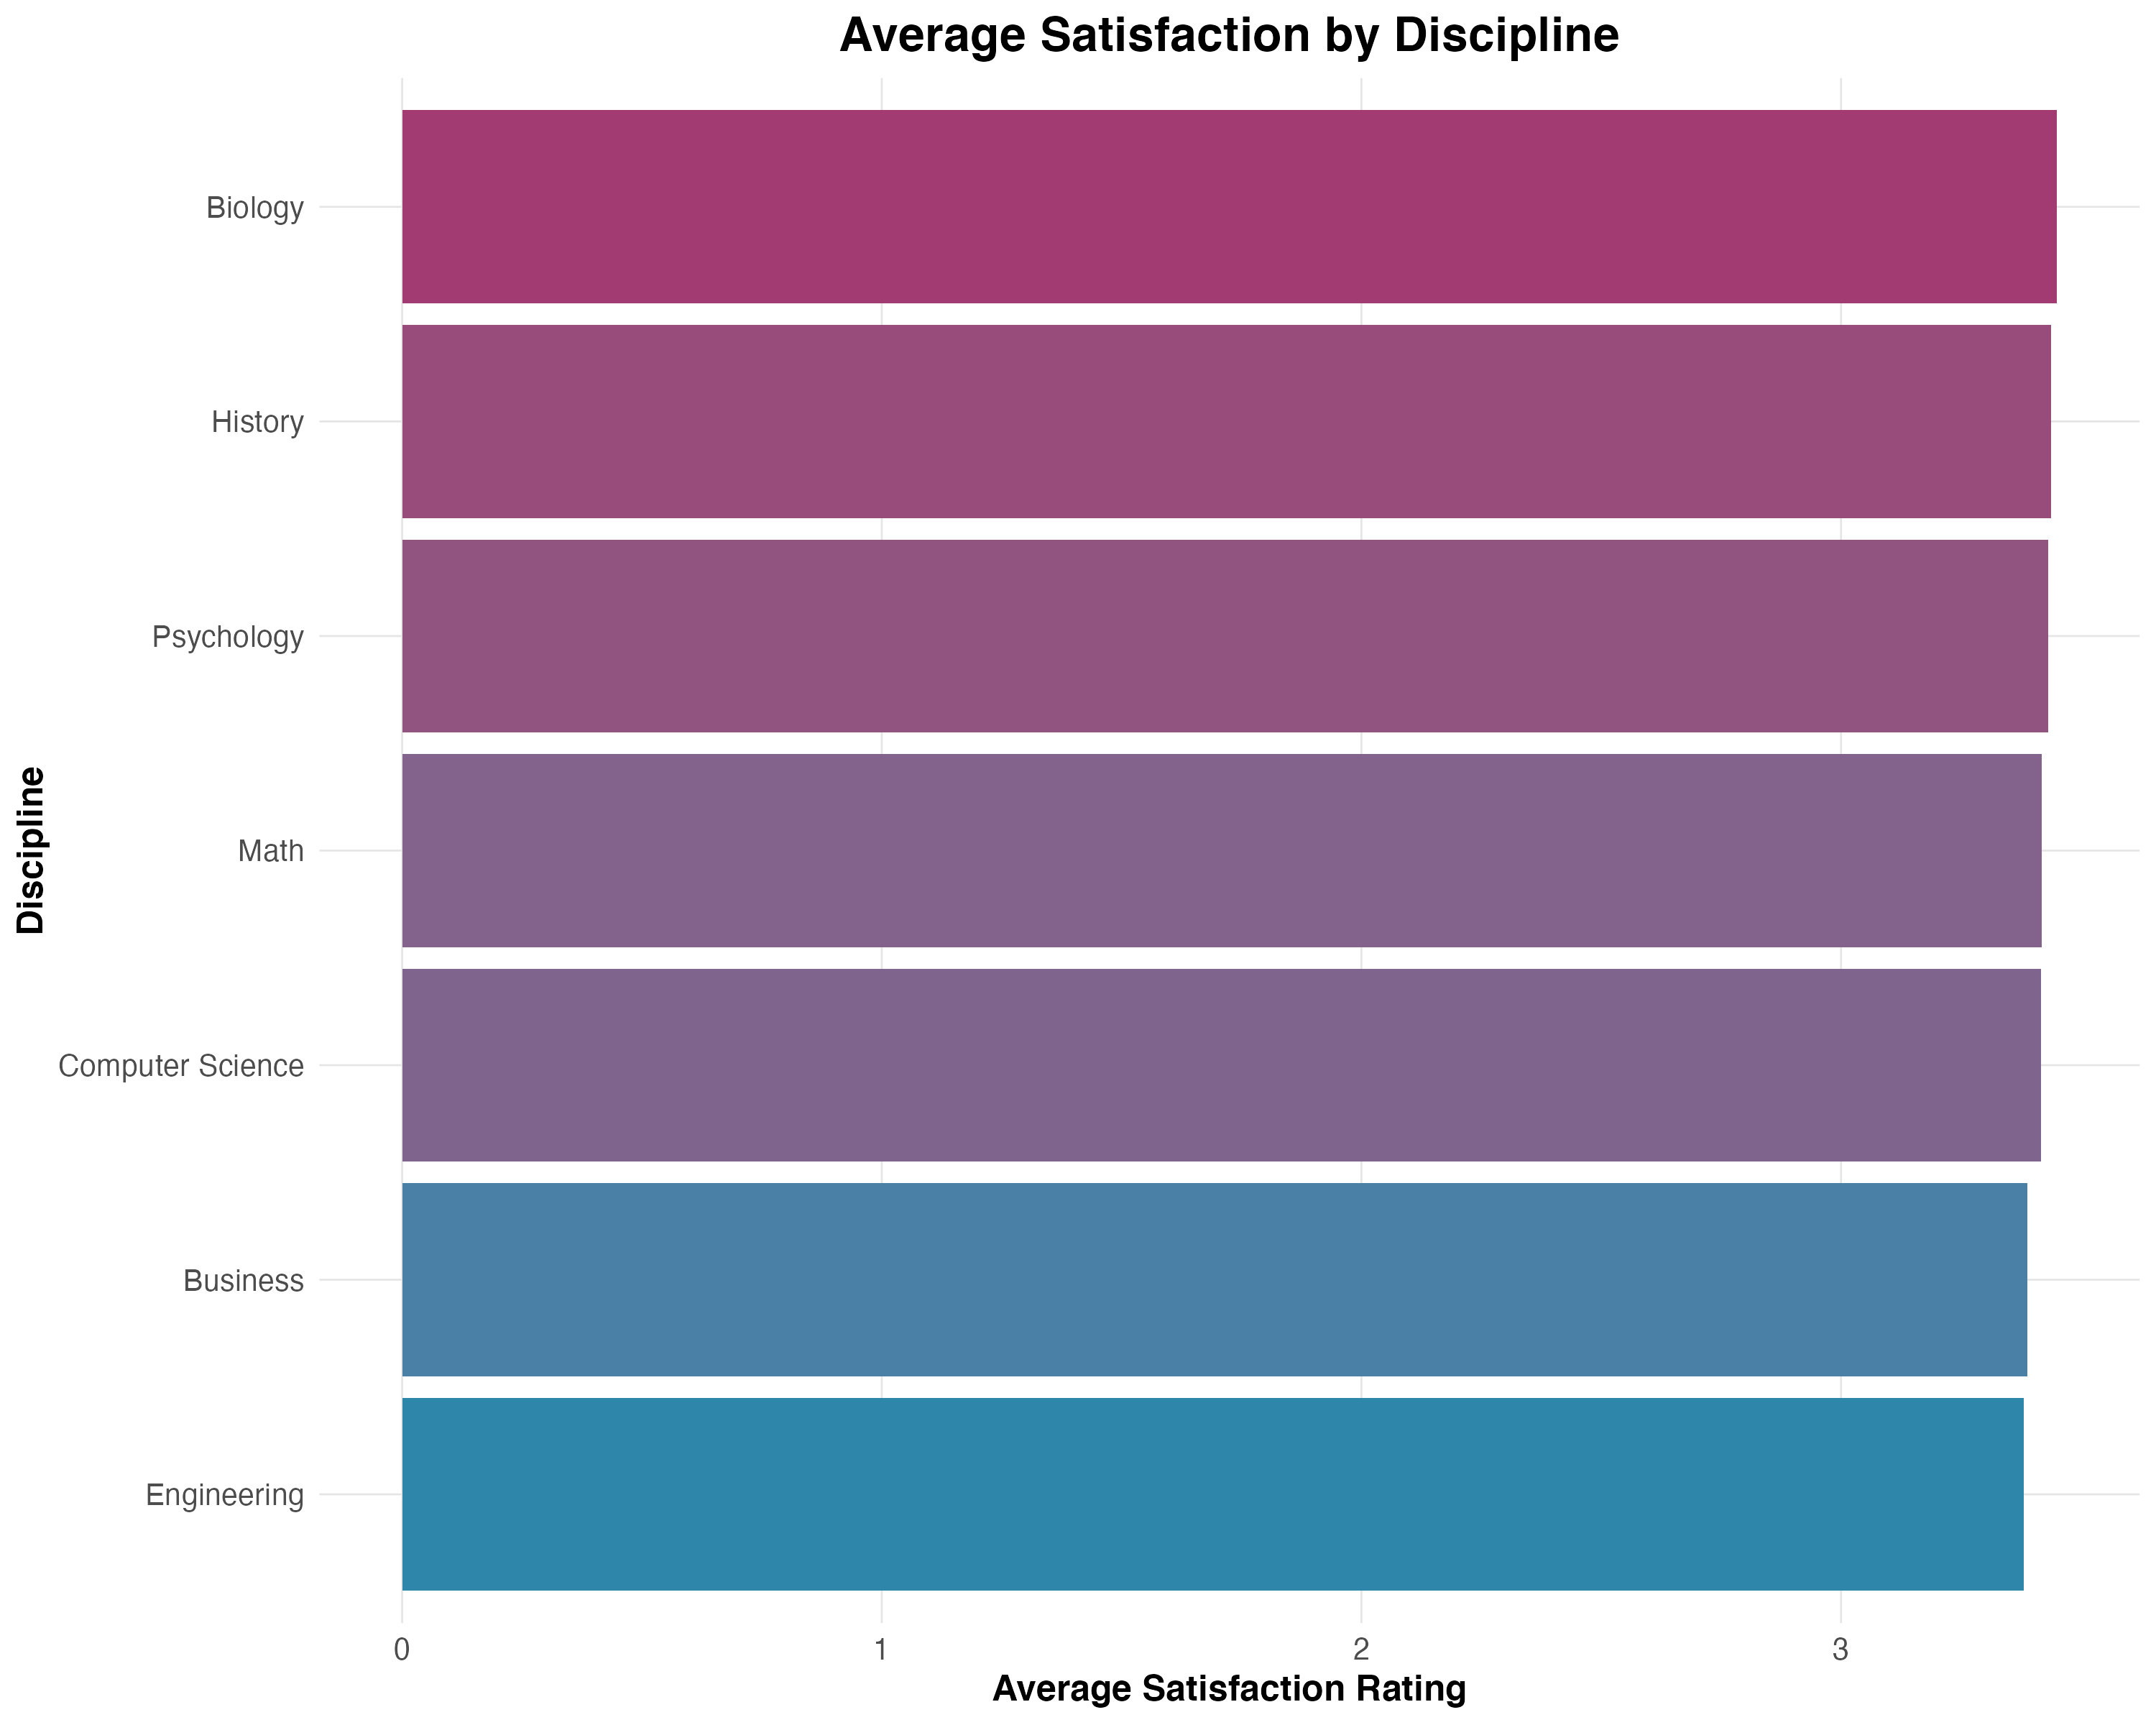 Average Satisfaction by Discipline
Discipline
Biology
History
Psychology
Math
Computer Science
Business
Engineering
0 1 2 3
Average Satisfaction Rating